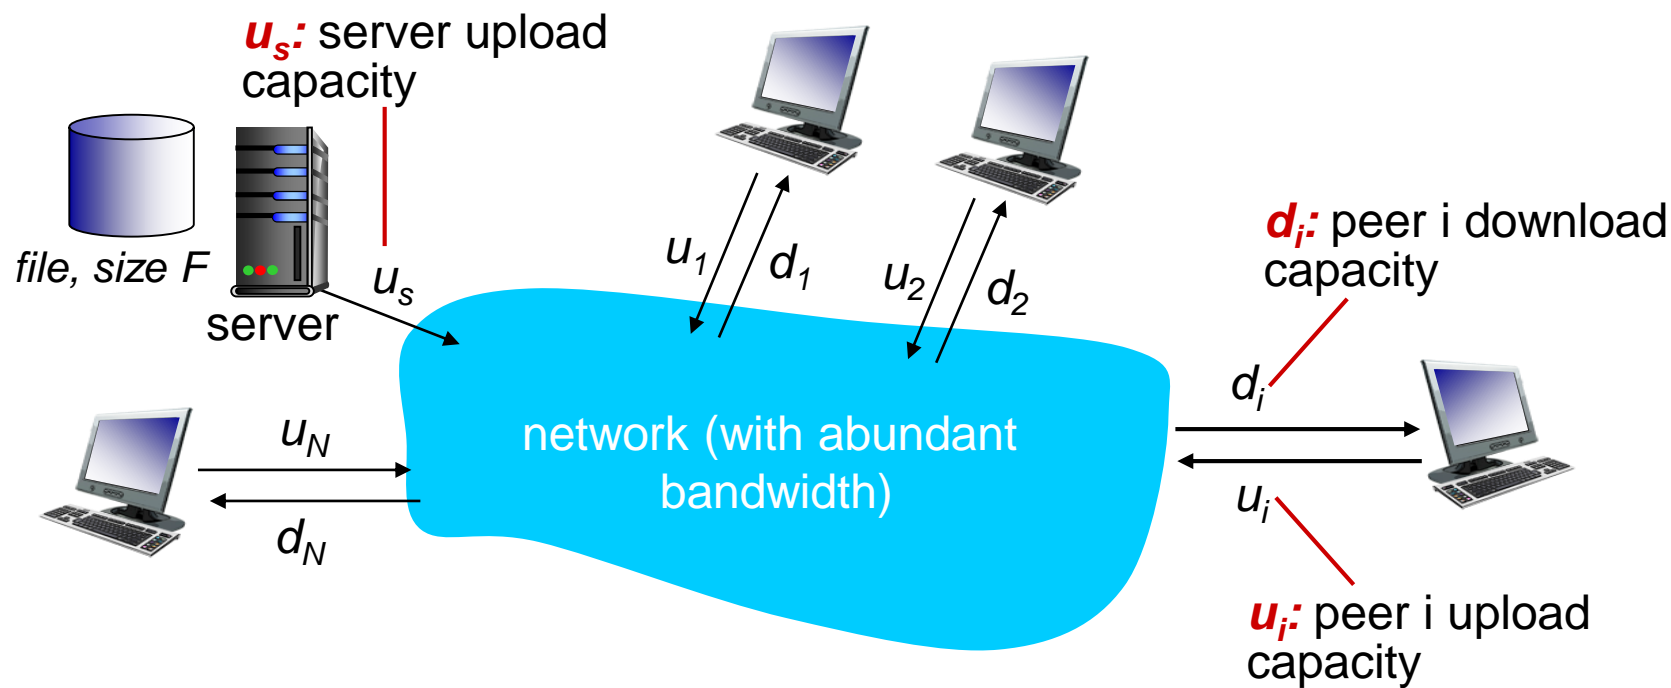 u_s: server upload
capacity
file, size F
server
u_s
u_1
d_1
u_2
d_2
d_i: peer i download
capacity
d_i
u_N
d_N
network (with abundant
bandwidth)
u_i
u_i: peer i upload
capacity